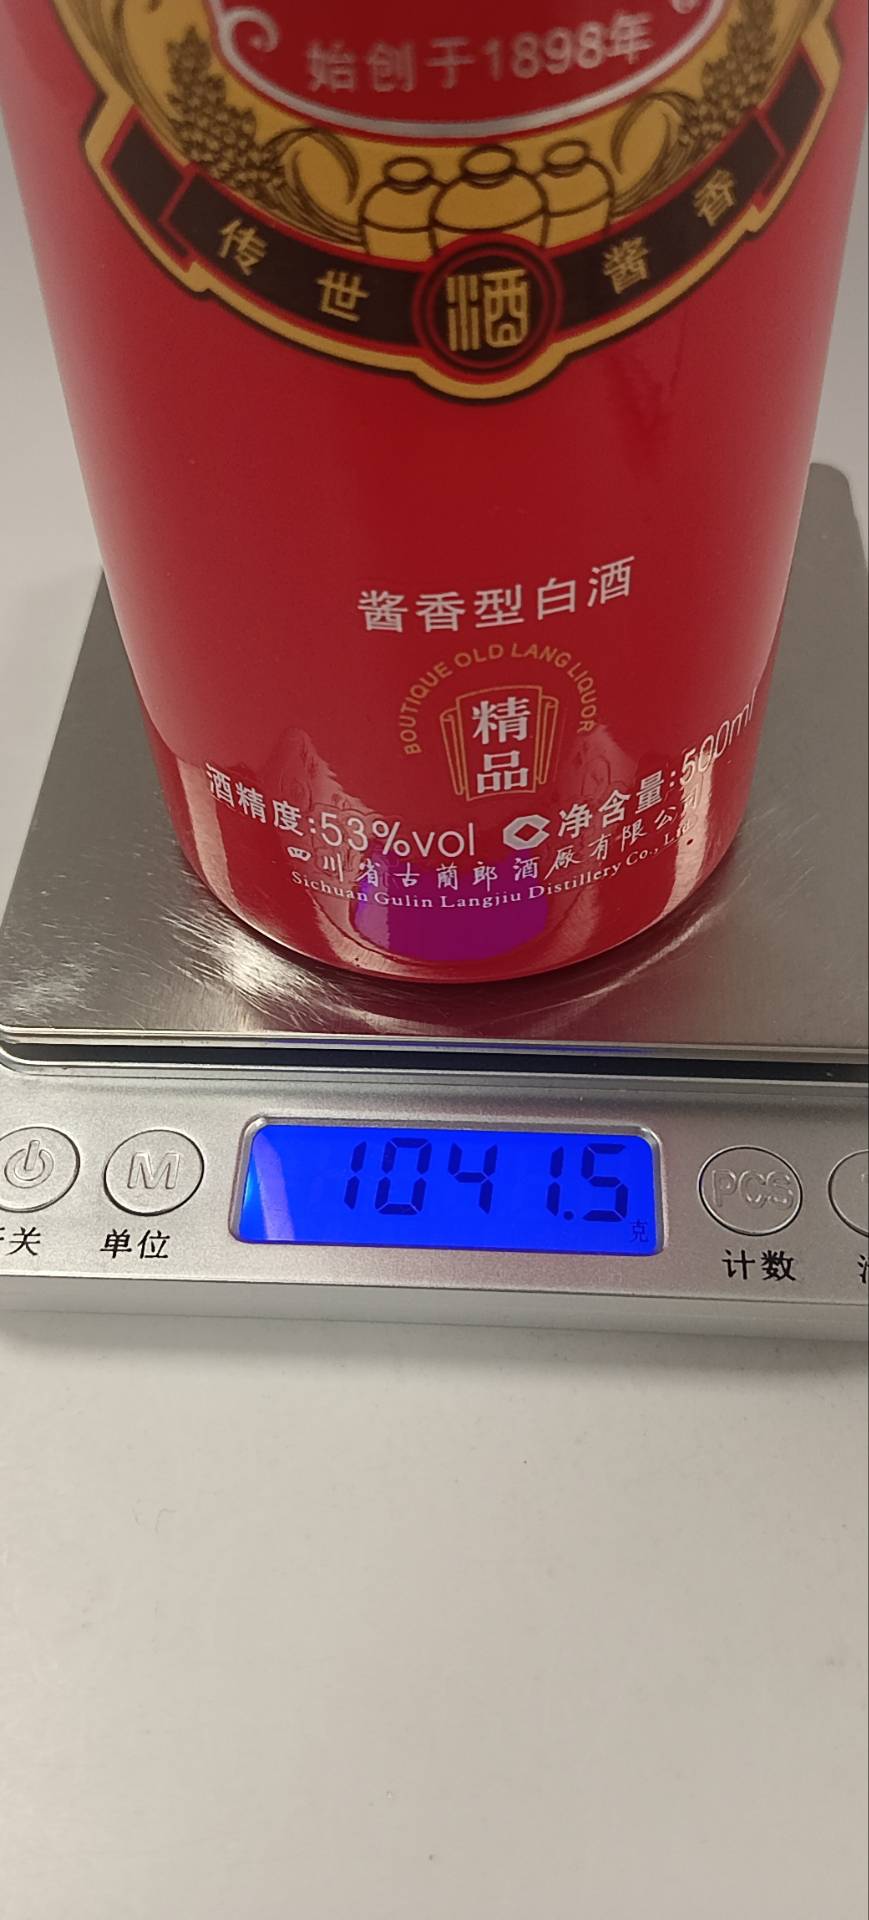 始创于1898年
传世酒酱香
酱香型白酒
BOUTIQUE OLD LANG LIQUOR
精品
酒精度:53%vol 净含量:500ml
四川省古蔺郎酒厂有限公司
Sichuan Gulin Langjiu Distillery Co., Ltd.
1041.5
克
M
PCS
关
单位
计数